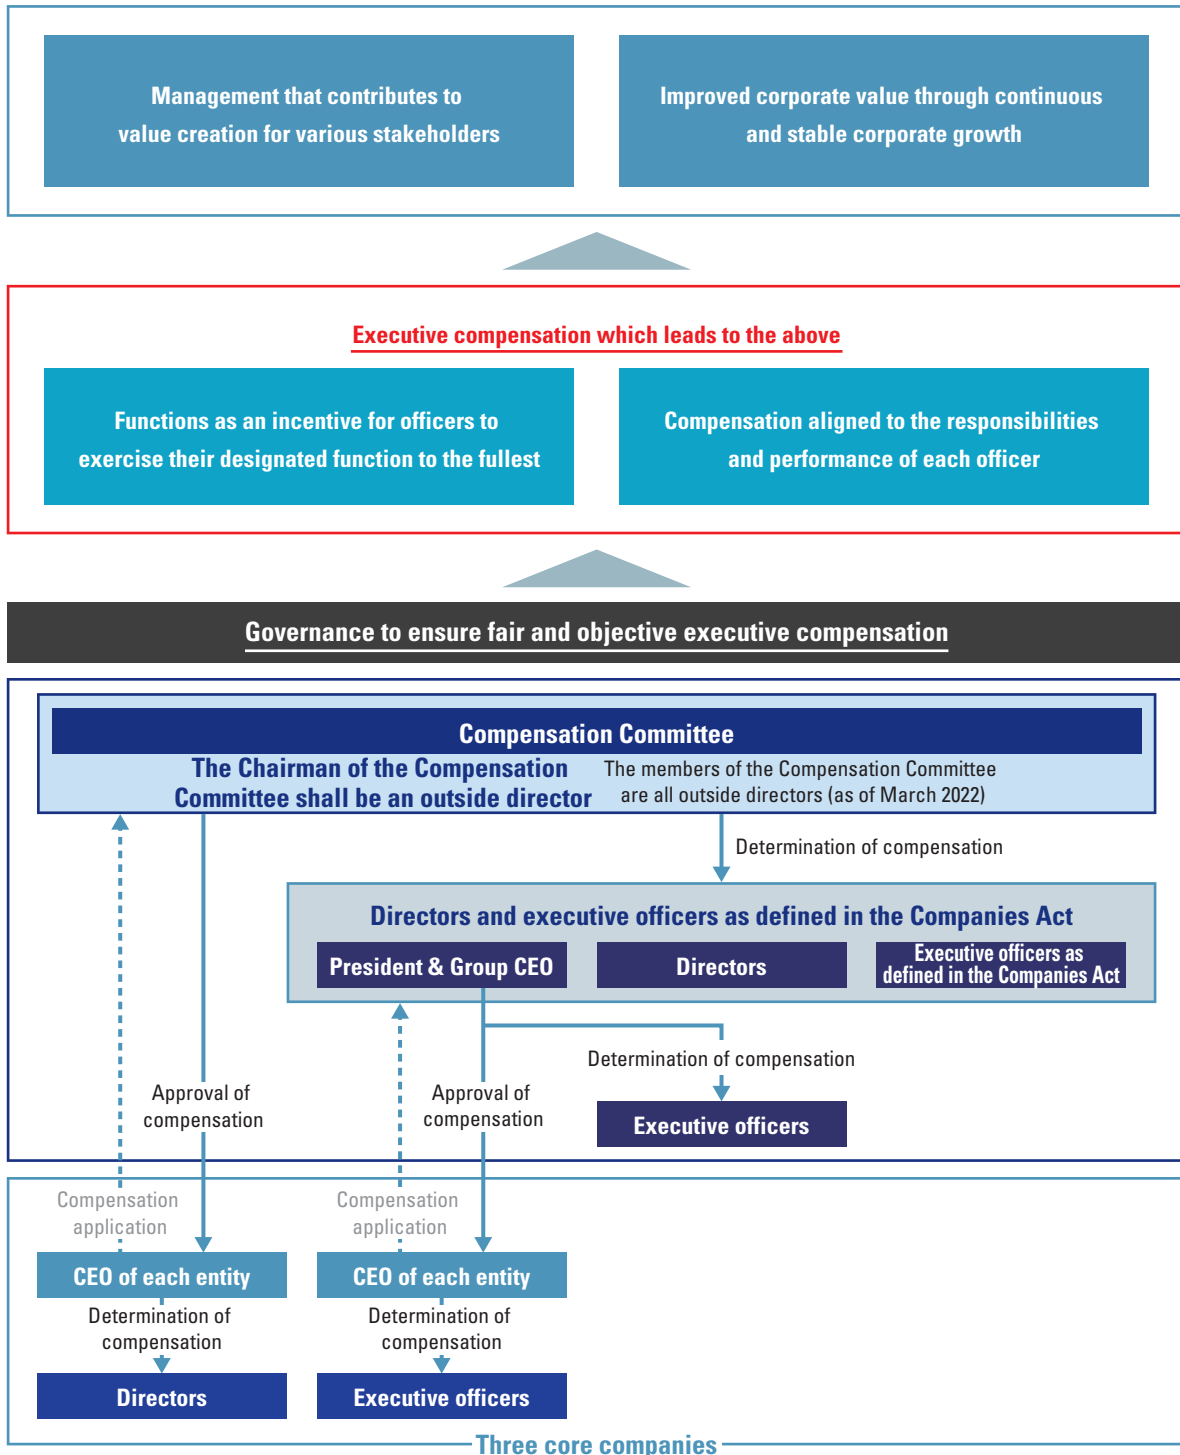 Management that contributes to
value creation for various stakeholders
Improved corporate value through continuous
and stable corporate growth
Executive compensation which leads to the above
Functions as an incentive for officers to
exercise their designated function to the fullest
Compensation aligned to the responsibilities
and performance of each officer
Governance to ensure fair and objective executive compensation
Compensation Committee
The Chairman of the Compensation
Committee shall be an outside director
The members of the Compensation Committee
are all outside directors (as of March 2022)
Determination of compensation
Directors and executive officers as defined in the Companies Act
President & Group CEO
Directors
Executive officers as
defined in the Companies Act
Determination of compensation
Approval of
compensation
Approval of
compensation
Executive officers
Compensation
application
Compensation
application
CEO of each entity
CEO of each entity
Determination of
compensation
Determination of
compensation
Directors
Executive officers
Three core companies